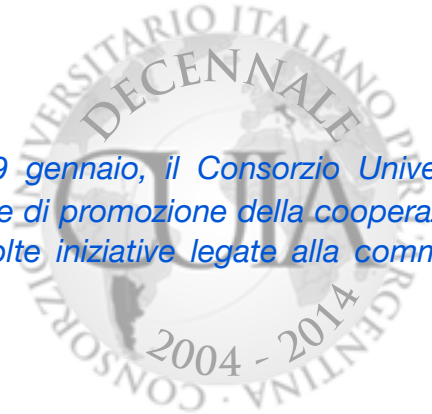 CONSORZIO UNIVERSITARIO ITALIANO PER L'ARGENTINA
DECENNALE
9 gennaio, il Consorzio Unive
e di promozione della cooperaz
olte iniziative legate alla comm
CUIA
2004 - 2014